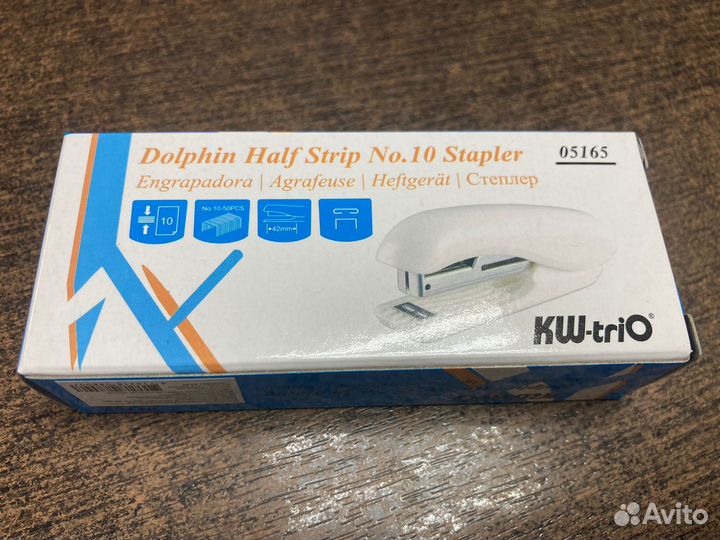 Dolphin Half Strip No.10 Stapler
05165
Engrapadora | Agrafeuse | Heftgerät | Степлер
10
No.10-50PCS
42mm
KW-triO®
Avito